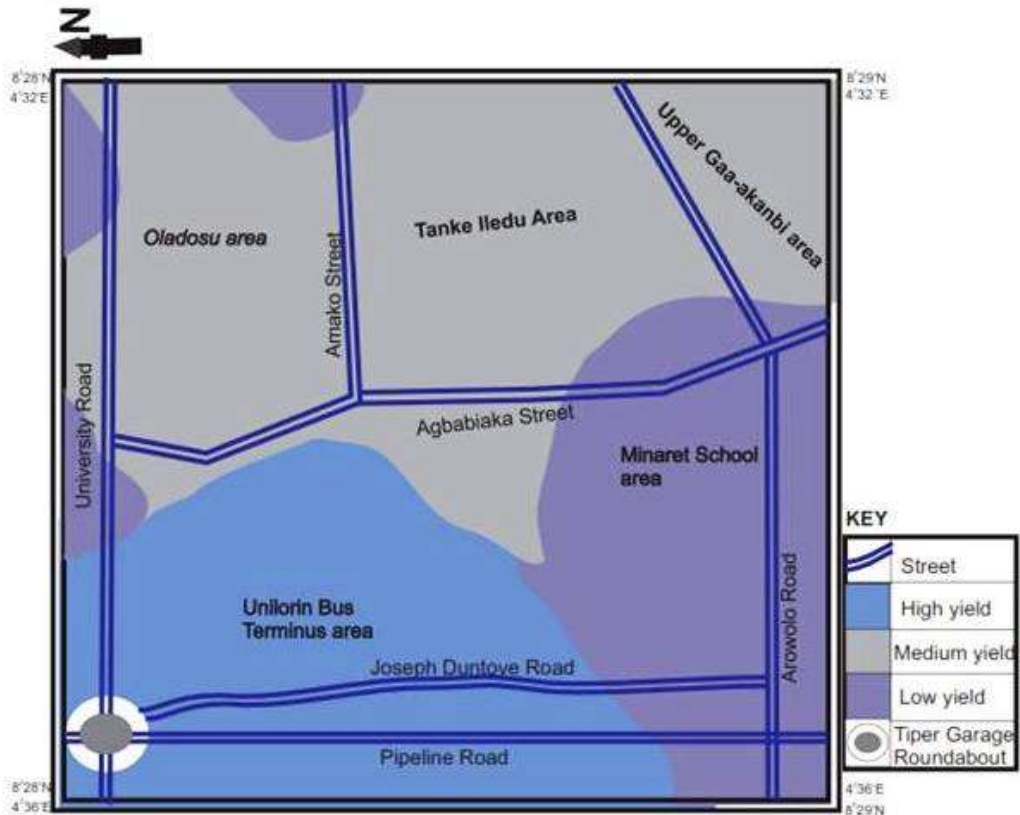 N
8°28'N
4°32'E
8°29'N
4°32'E
Upper Gaa-akanbi area
Oladosu area
Tanke Iledu Area
Amako Street
University Road
Agbabiaka Street
Minaret School
area
KEY
Street
High yield
Medium yield
Low yield
Tiper Garage
Roundabout
Unilorin Bus
Terminus area
Arowolo Road
Joseph Duntoye Road
Pipeline Road
8°28'N
4°36'E
4°36'E
8°29'N